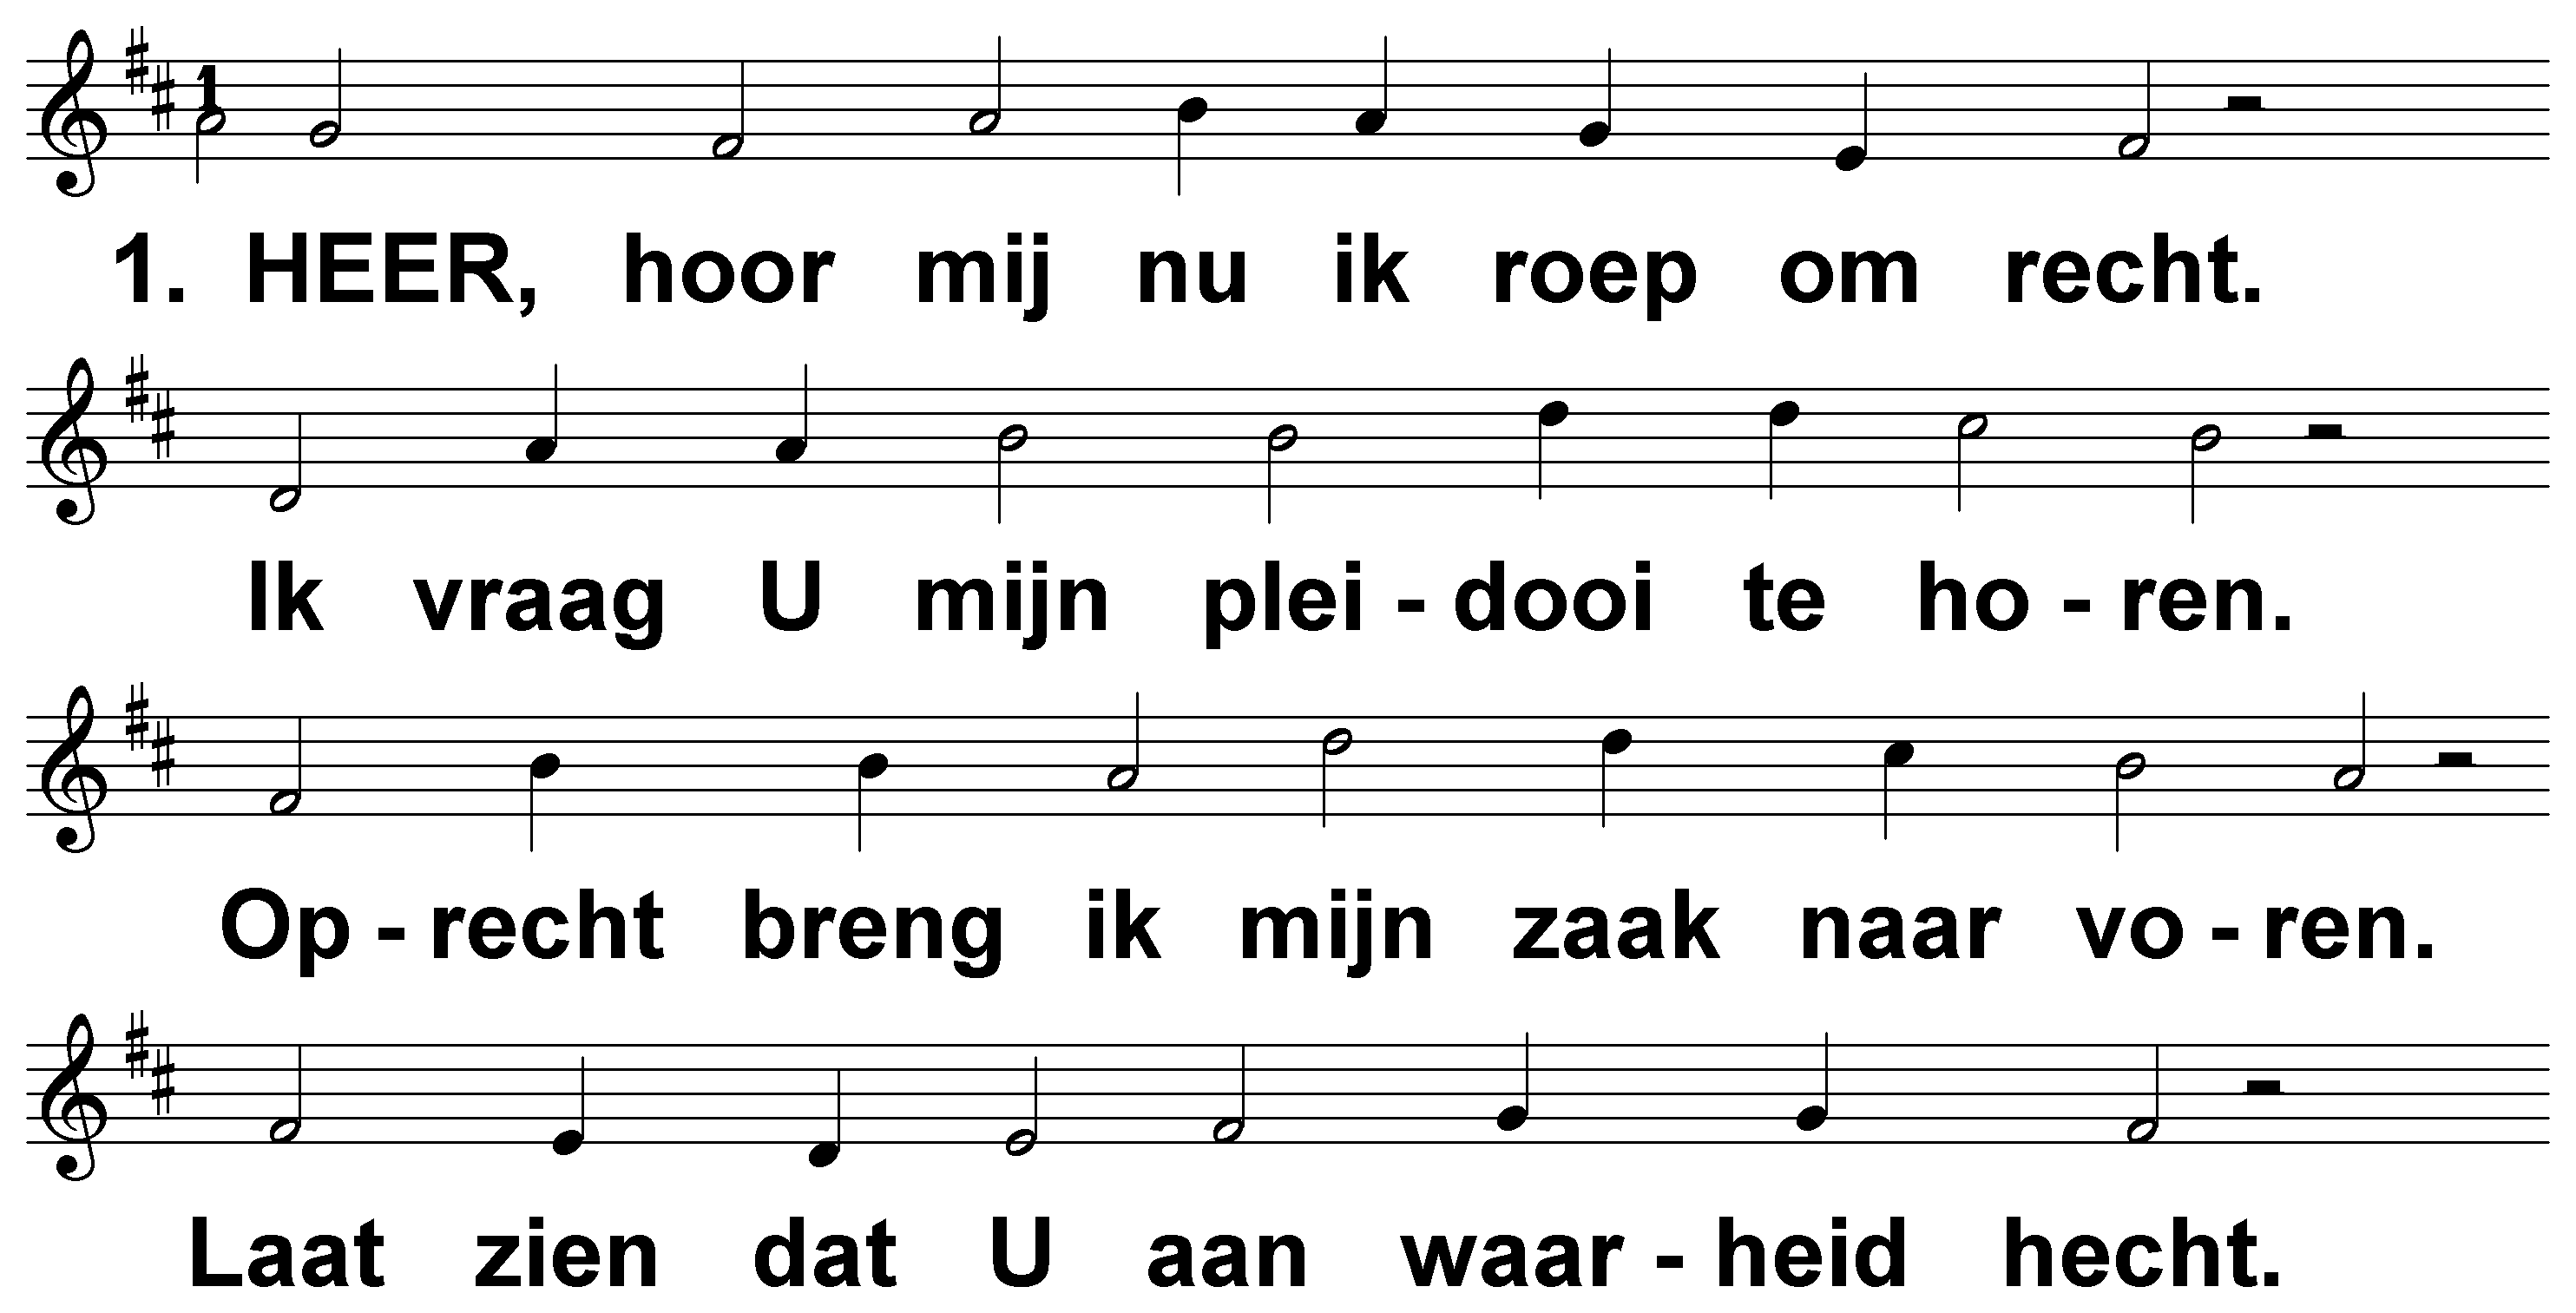 1
1. HEER, hoor mij nu ik roep om recht.
Ik vraag U mijn plei - dooi te ho - ren.
Op - recht breng ik mijn zaak naar vo - ren.
Laat zien dat U aan waar - heid hecht.